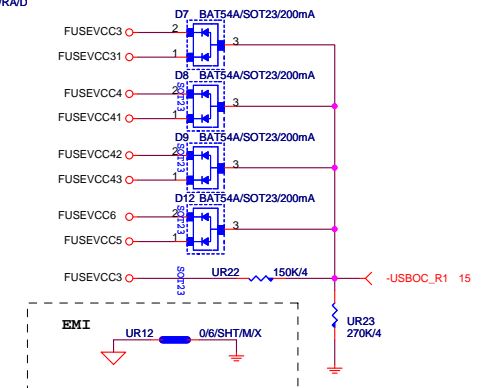 /RA/D
D7 BAT54A/SOT23/200mA
FUSEVCC3 2
3
FUSEVCC31 1
D8 BAT54A/SOT23/200mA
FUSEVCC4 2
SOT23
3
FUSEVCC41 1
D9 BAT54A/SOT23/200mA
FUSEVCC42 2
SOT23
3
FUSEVCC43 1
D12 BAT54A/SOT23/200mA
FUSEVCC6 2
SOT23
3
FUSEVCC5 1
SOT23
FUSEVCC3 UR22 150K/4 -USBOC_R1 15
EMI
UR12 0/6/SHT/M/X
UR23
270K/4